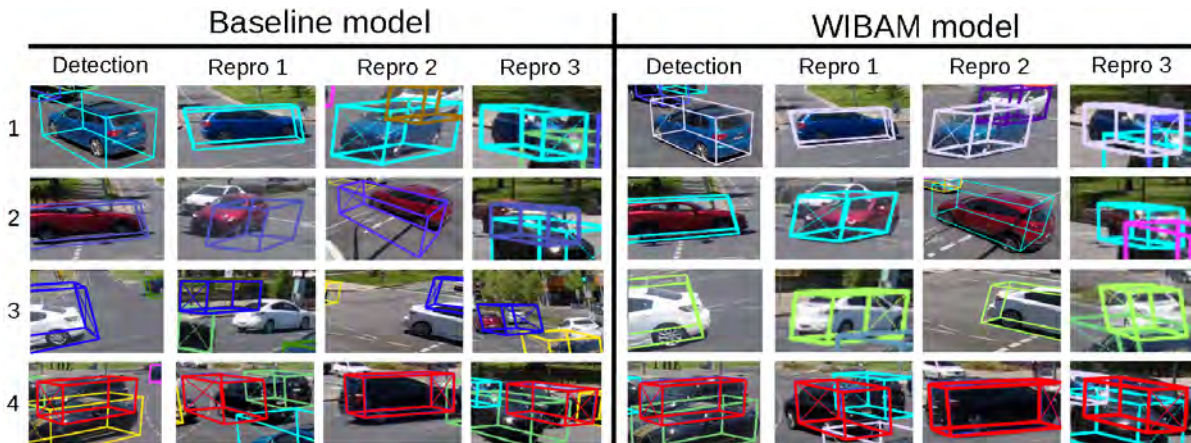 Baseline model WIBAM model
Detection Repro 1 Repro 2 Repro 3 Detection Repro 1 Repro 2 Repro 3
1
2
3
4